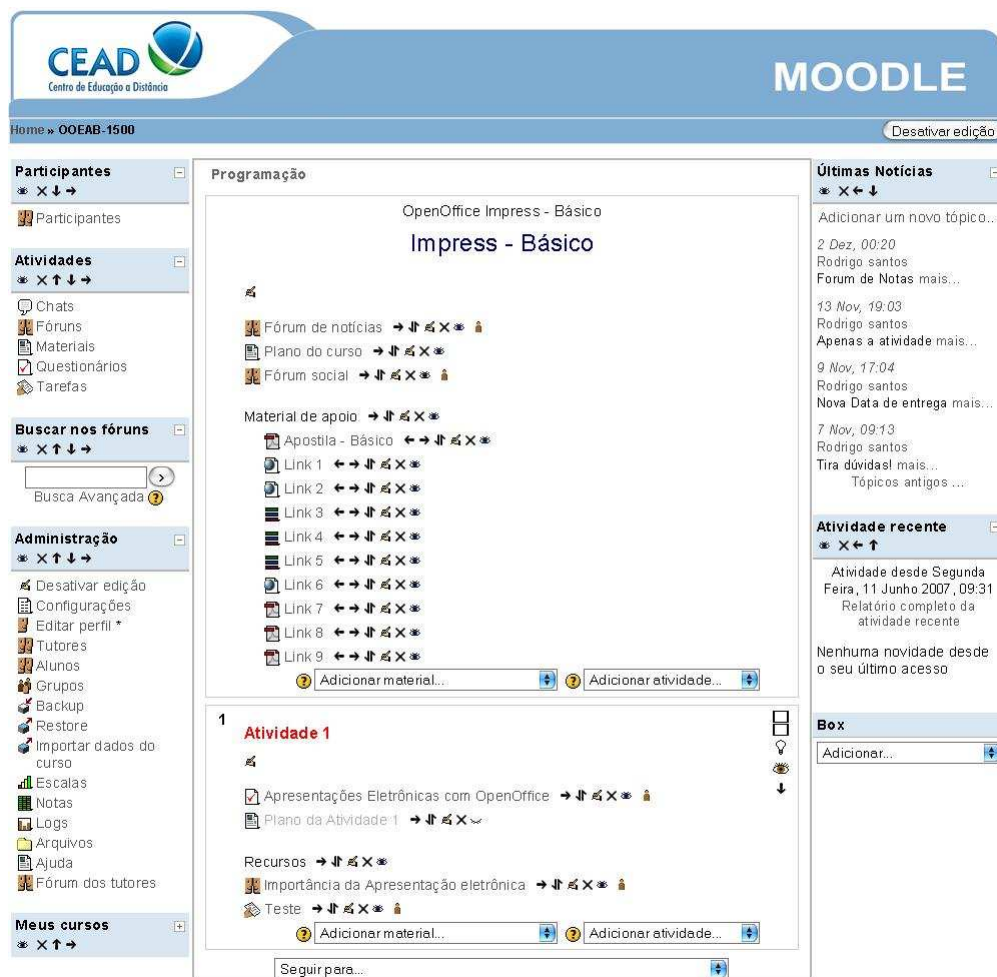 CEAD
Centro de Educação a Distância
MOODLE
Home » OOEAB-1500
Desativar edição
Participantes
Participantes
Atividades
Chats
Fóruns
Materiais
Questionários
Tarefas
Buscar nos fóruns
Busca Avançada
Administração
Desativar edição
Configurações
Editar perfil *
Tutores
Alunos
Grupos
Backup
Restore
Importar dados do
curso
Escalas
Notas
Logs
Arquivos
Ajuda
Fórum dos tutores
Meus cursos
Programação
OpenOffice Impress - Básico
Impress - Básico
Fórum de notícias
Plano do curso
Fórum social
Material de apoio
Apostila - Básico
Link 1
Link 2
Link 3
Link 4
Link 5
Link 6
Link 7
Link 8
Link 9
Adicionar material...
Adicionar atividade...
1
Atividade 1
Apresentações Eletrônicas com OpenOffice
Plano da Atividade 1
Recursos
Importância da Apresentação eletrônica
Teste
Adicionar material...
Adicionar atividade...
Seguir para...
Últimas Notícias
Adicionar um novo tópico...
2 Dez, 00:20
Rodrigo santos
Forum de Notas mais...
13 Nov, 19:03
Rodrigo santos
Apenas a atividade mais...
9 Nov, 17:04
Rodrigo santos
Nova Data de entrega mais...
7 Nov, 09:13
Rodrigo santos
Tira dúvidas! mais...
Tópicos antigos ...
Atividade recente
Atividade desde Segunda
Feira, 11 Junho 2007, 09:31
Relatório completo da
atividade recente
Nenhuma novidade desde
o seu último acesso
Box
Adicionar...